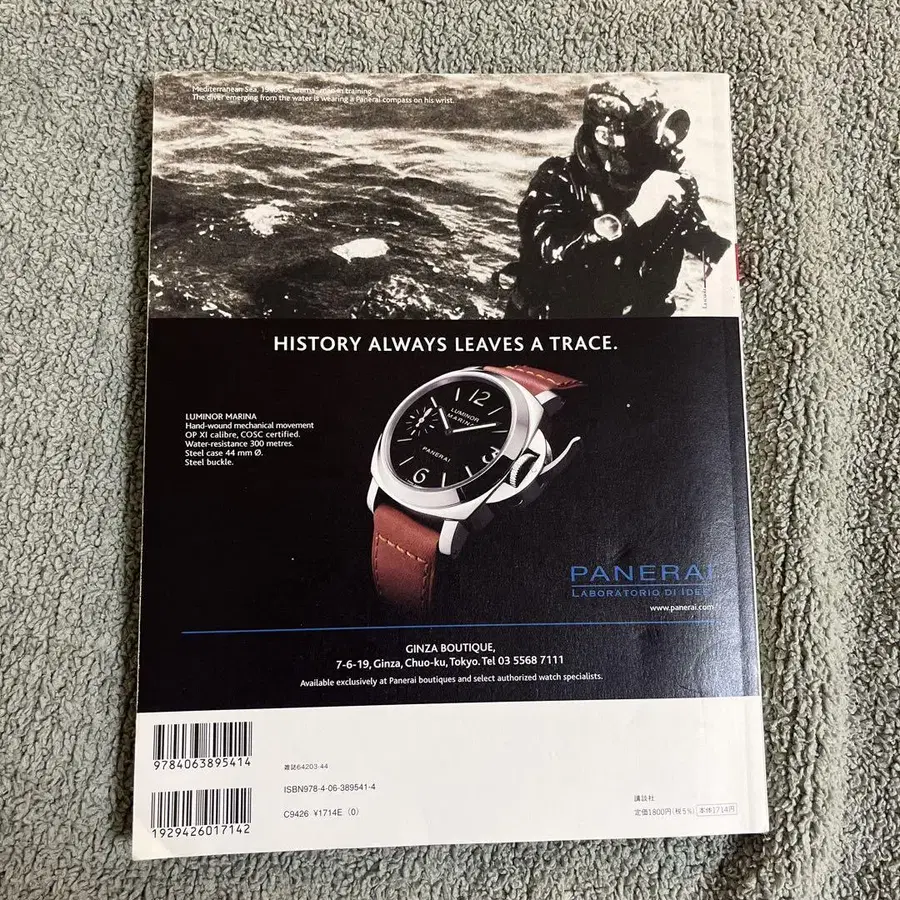 Mediterranean Sea, 1940s. "Gamma" men in training.
The diver emerging from the water is wearing a Panerai compass on his wrist.
HISTORY ALWAYS LEAVES A TRACE.
LUMINOR MARINA
Hand-wound mechanical movement
OP XI calibre, COSC certified.
Water-resistance 300 metres.
Steel case 44 mm Ø.
Steel buckle.
12
LUMINOR
MARINA
PANERAI
3
6
PANERAI
LABORATORIO DI IDEE
www.panerai.com
GINZA BOUTIQUE,
7-6-19, Ginza, Chuo-ku, Tokyo. Tel 03 5568 7111
Available exclusively at Panerai boutiques and select authorized watch specialists.
9784063895414
雑誌64203-44
ISBN978-4-06-389541-4
C9426 ¥1714E (0)
1929426017142
講談社
定価1800円(税5%) 本体1714円